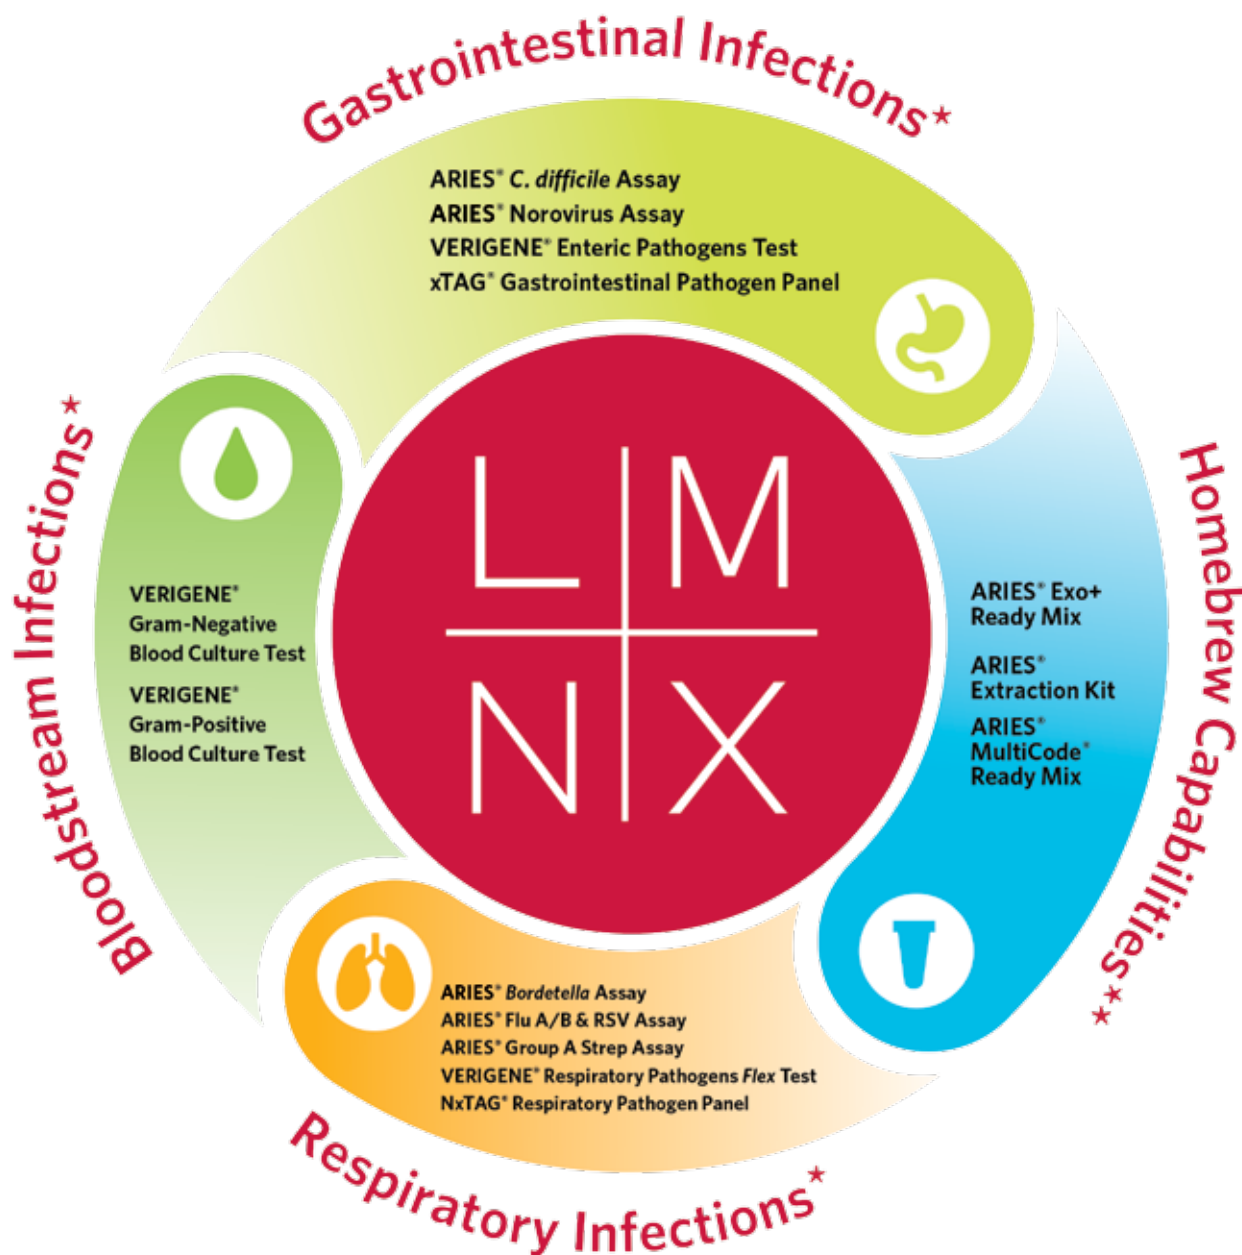 Gastrointestinal Infections*
ARIES® C. difficile Assay
ARIES® Norovirus Assay
VERIGENE® Enteric Pathogens Test
xTAG® Gastrointestinal Pathogen Panel
Homebrew Capabilities**
ARIES® Exo+
Ready Mix
ARIES®
Extraction Kit
ARIES®
MultiCode®
Ready Mix
Respiratory Infections*
ARIES® Bordetella Assay
ARIES® Flu A/B & RSV Assay
ARIES® Group A Strep Assay
VERIGENE® Respiratory Pathogens Flex Test
NxTAG® Respiratory Pathogen Panel
Bloodstream Infections*
VERIGENE®
Gram-Negative
Blood Culture Test
VERIGENE®
Gram-Positive
Blood Culture Test
L M
N X